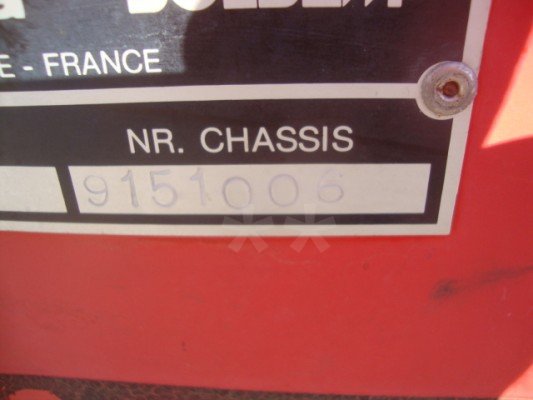 E - FRANCE
NR. CHASSIS
9151006